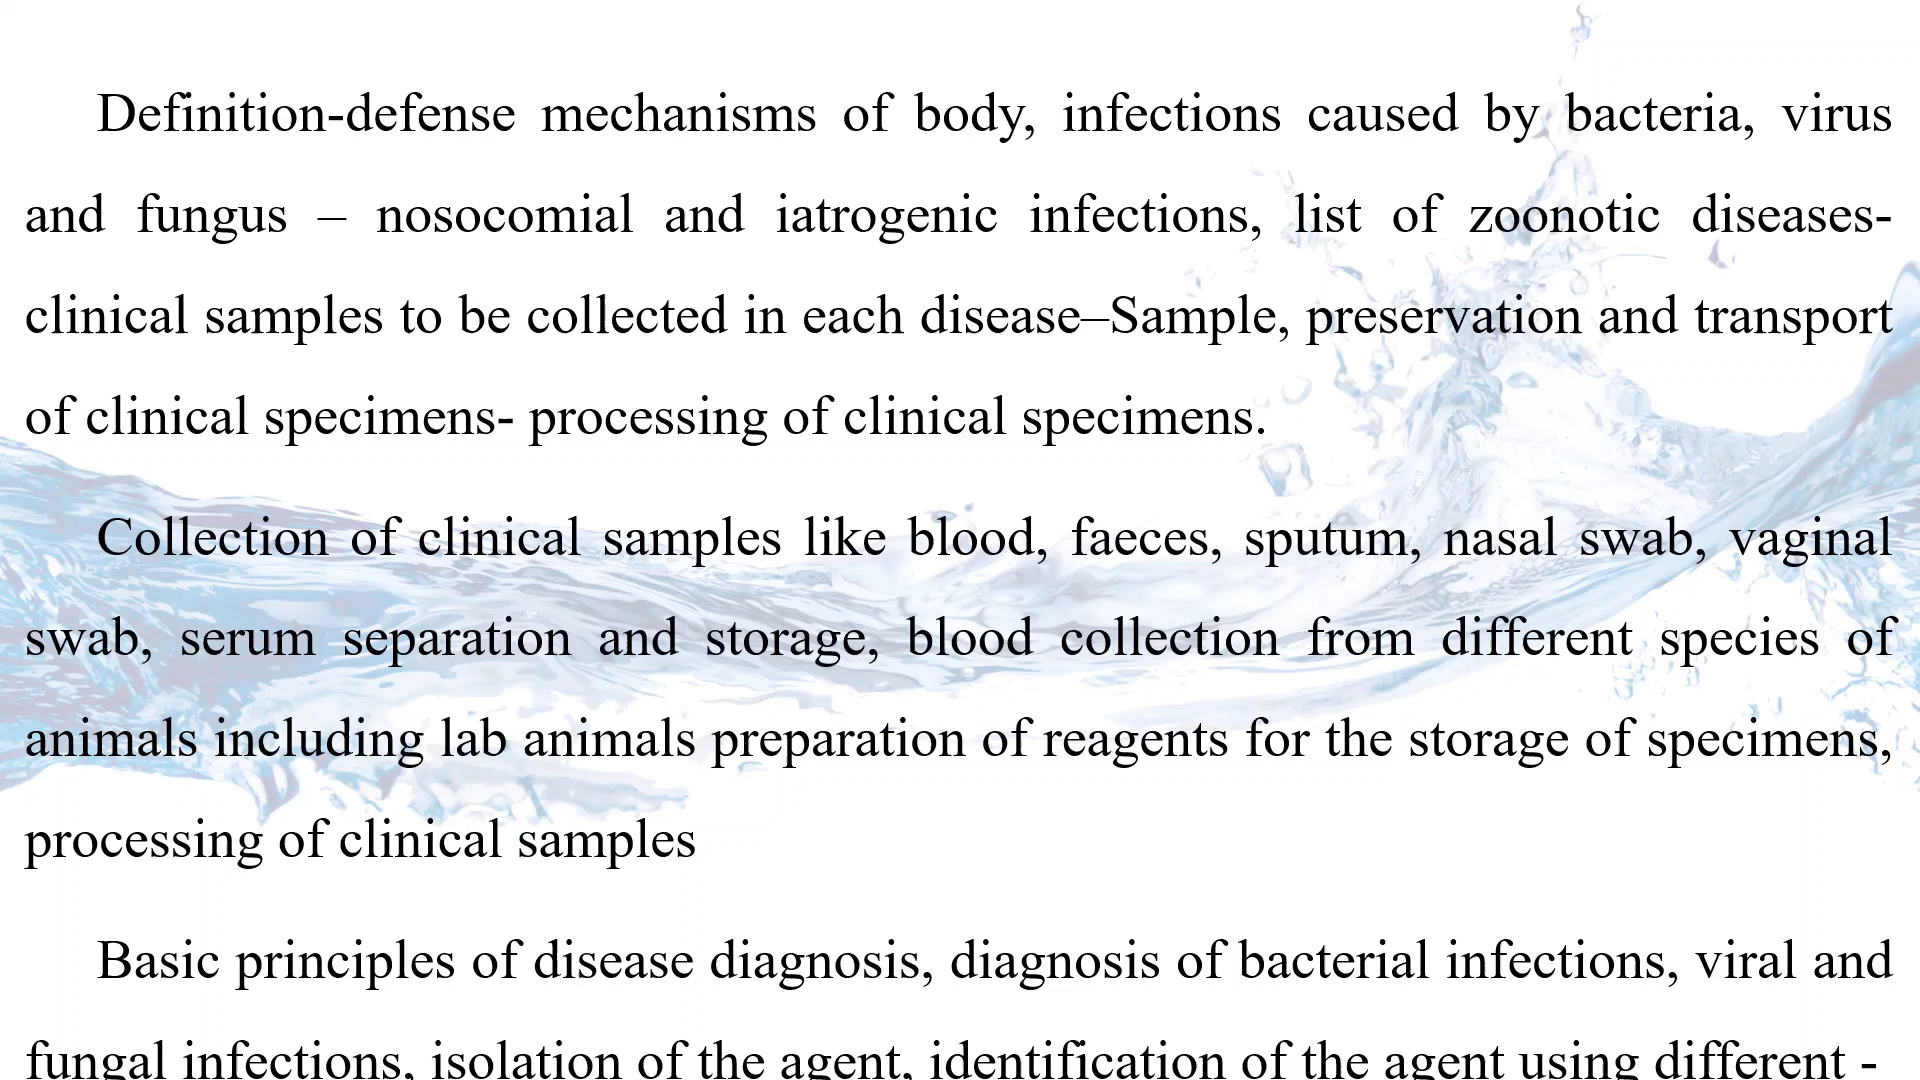 Definition-defense mechanisms of body, infections caused by bacteria, virus
and fungus – nosocomial and iatrogenic infections, list of zoonotic diseases-
clinical samples to be collected in each disease–Sample, preservation and transport
of clinical specimens- processing of clinical specimens.
Collection of clinical samples like blood, faeces, sputum, nasal swab, vaginal
swab, serum separation and storage, blood collection from different species of
animals including lab animals preparation of reagents for the storage of specimens,
processing of clinical samples
Basic principles of disease diagnosis, diagnosis of bacterial infections, viral and
fungal infections, isolation of the agent, identification of the agent using different -